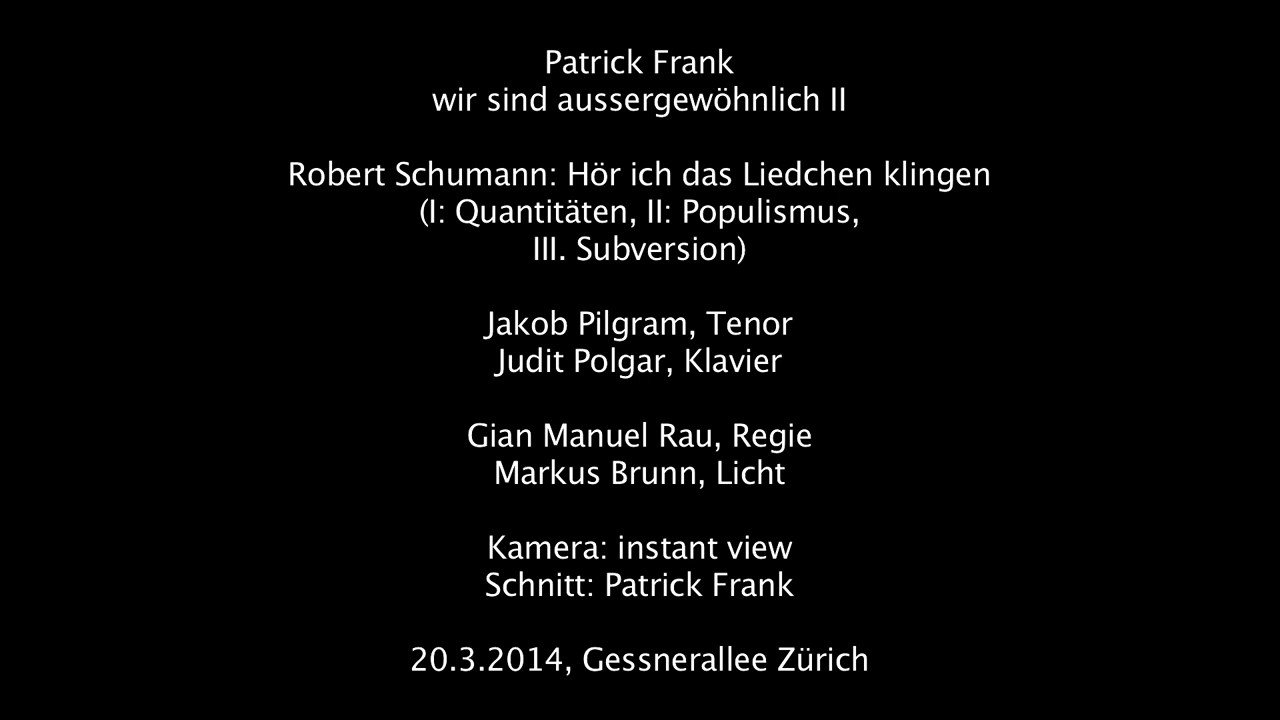 Patrick Frank
wir sind aussergewöhnlich II
Robert Schumann: Hör ich das Liedchen klingen
(I: Quantitäten, II: Populismus,
III. Subversion)
Jakob Pilgram, Tenor
Judit Polgar, Klavier
Gian Manuel Rau, Regie
Markus Brunn, Licht
Kamera: instant view
Schnitt: Patrick Frank
20.3.2014, Gessnerallee Zürich